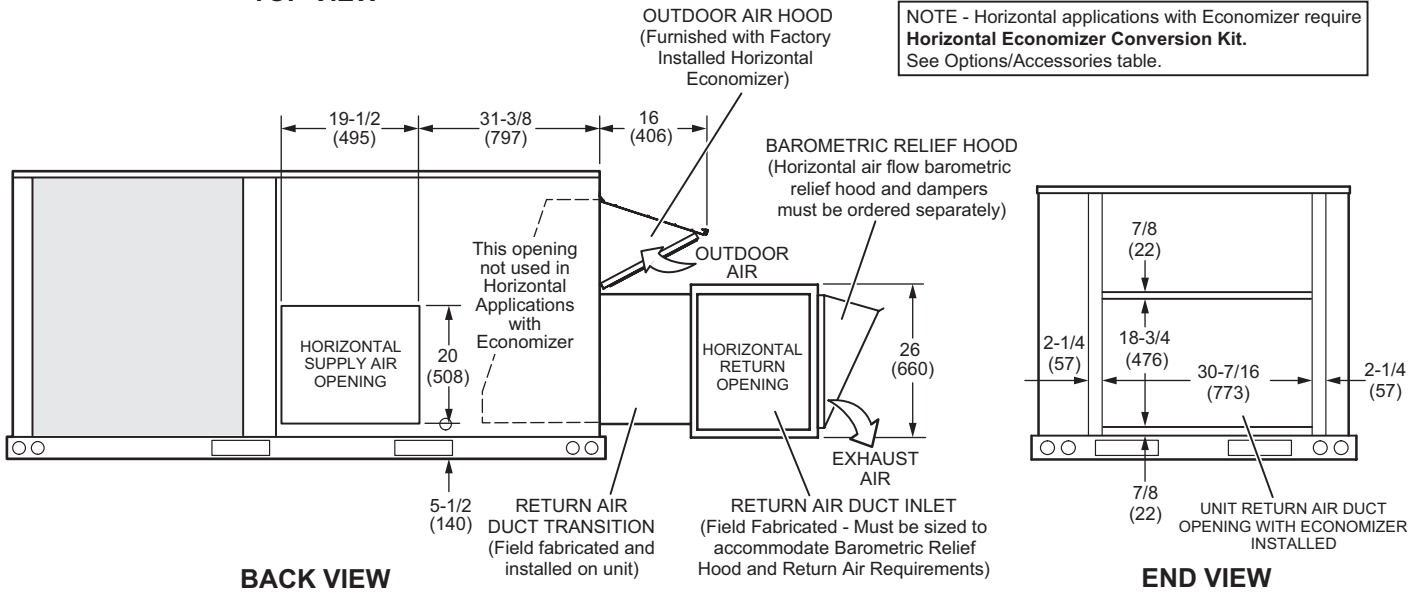 OUTDOOR AIR HOOD
(Furnished with Factory
Installed Horizontal
Economizer)
NOTE - Horizontal applications with Economizer require
Horizontal Economizer Conversion Kit.
See Options/Accessories table.
19-1/2
(495)
31-3/8
(797)
16
(406)
BAROMETRIC RELIEF HOOD
(Horizontal air flow barometric
relief hood and dampers
must be ordered separately)
This opening
not used in
Horizontal
Applications
with
Economizer
OUTDOOR
AIR
HORIZONTAL
SUPPLY AIR
OPENING
20
(508)
HORIZONTAL
RETURN
OPENING
26
(660)
EXHAUST
AIR
5-1/2
(140)
RETURN AIR
DUCT TRANSITION
(Field fabricated and
installed on unit)
RETURN AIR DUCT INLET
(Field Fabricated - Must be sized to
accommodate Barometric Relief
Hood and Return Air Requirements)
BACK VIEW
7/8
(22)
2-1/4
(57)
18-3/4
(476)
30-7/16
(773)
2-1/4
(57)
7/8
(22)
UNIT RETURN AIR DUCT
OPENING WITH ECONOMIZER
INSTALLED
END VIEW